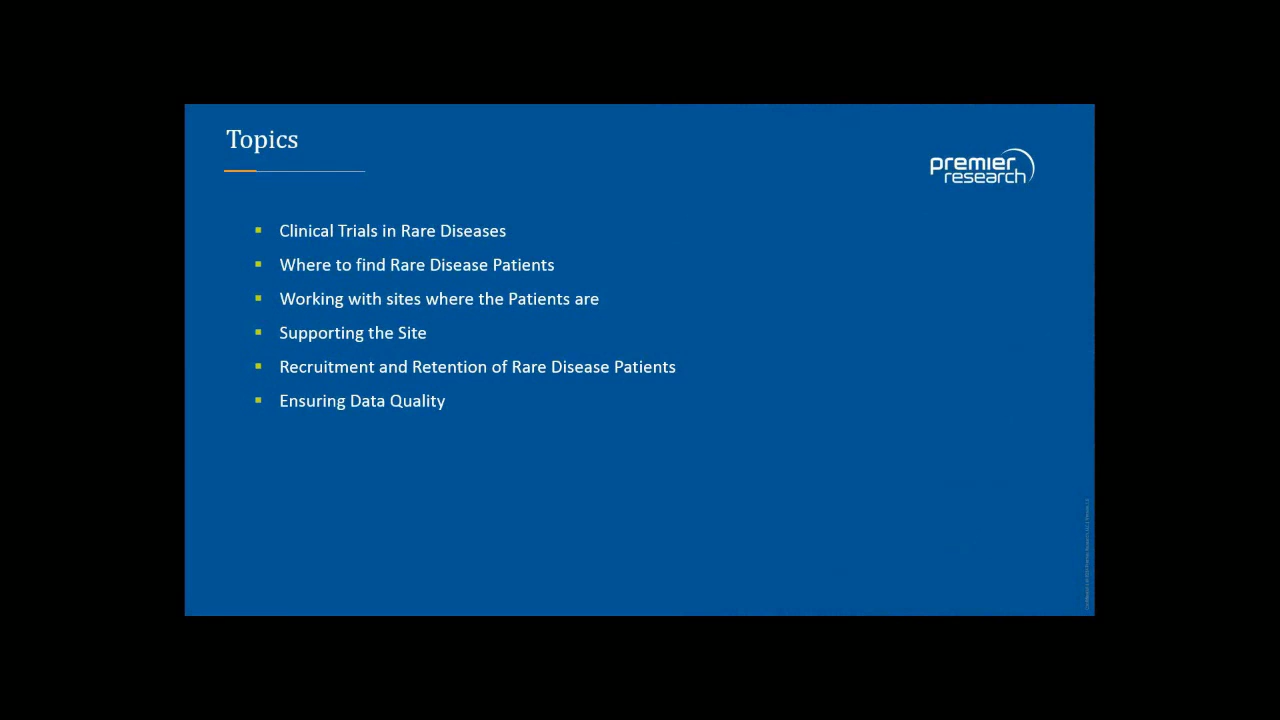 Topics
premier
research
Clinical Trials in Rare Diseases
Where to find Rare Disease Patients
Working with sites where the Patients are
Supporting the Site
Recruitment and Retention of Rare Disease Patients
Ensuring Data Quality